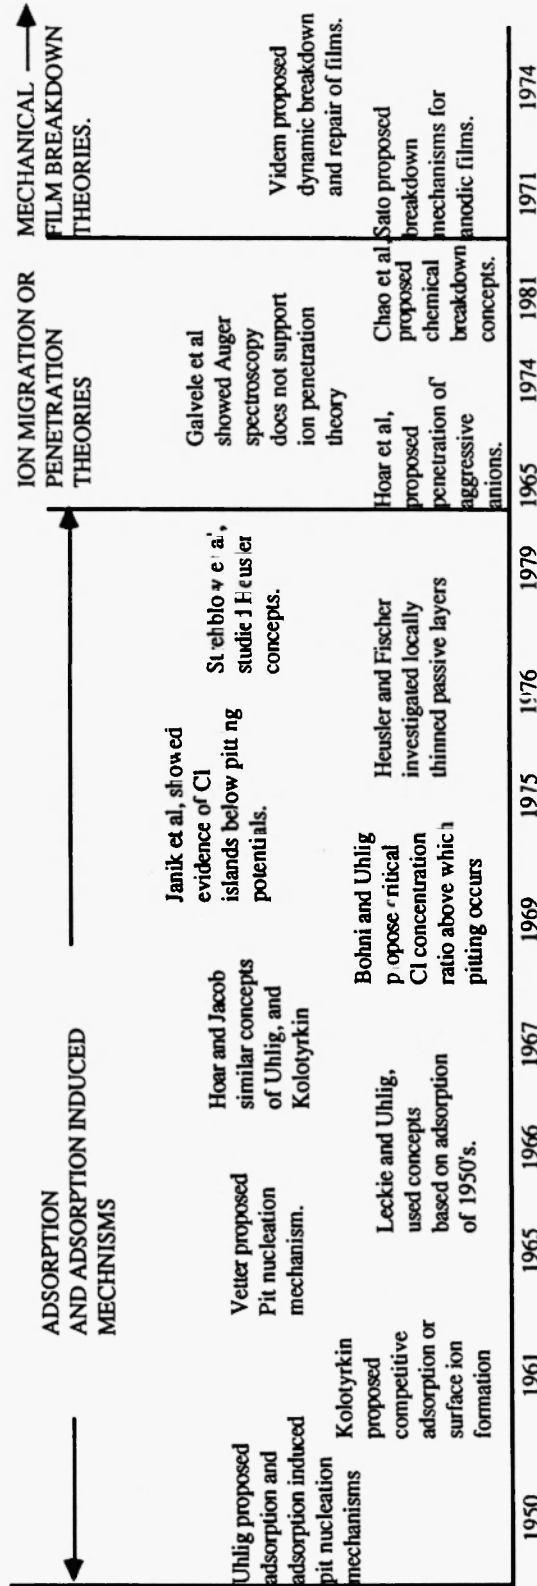 ADSORPTION
AND ADSORPTION INDUCED
MECHNISMS
Uhlig proposed
adsorption and
adsorption induced
pit nucleation
mechanisms
Kolotyrkin
proposed
competitive
adsorption or
surface ion
formation
Vetter proposed
Pit nucleation
mechanism.
Leckie and Uhlig,
used concepts
based on adsorption
of 1950's.
Hoar and Jacob
similar concepts
of Uhlig, and
Kolotyrkin
Bohni and Uhlig
propose critical
Cl concentration
ratio above which
pitting occurs
Janik et al, showed
evidence of Cl
islands below pitting
potentials.
Heusler and Fischer
investigated locally
thinned passive layers
Strehblow et al,
studied Heusler
concepts.
ION MIGRATION OR
PENETRATION
THEORIES
Hoar et al,
proposed
penetration of
aggressive
anions.
Galvele et al
showed Auger
spectroscopy
does not support
ion penetration
theory
Chao et al,
proposed
chemical
breakdown
concepts.
MECHANICAL
FILM BREAKDOWN
THEORIES.
Sato proposed
breakdown
mechanisms for
anodic films.
Videm proposed
dynamic breakdown
and repair of films.
1950 1961 1965 1966 1967 1969 1975 1976 1979 1965 1974 1981 1971 1974